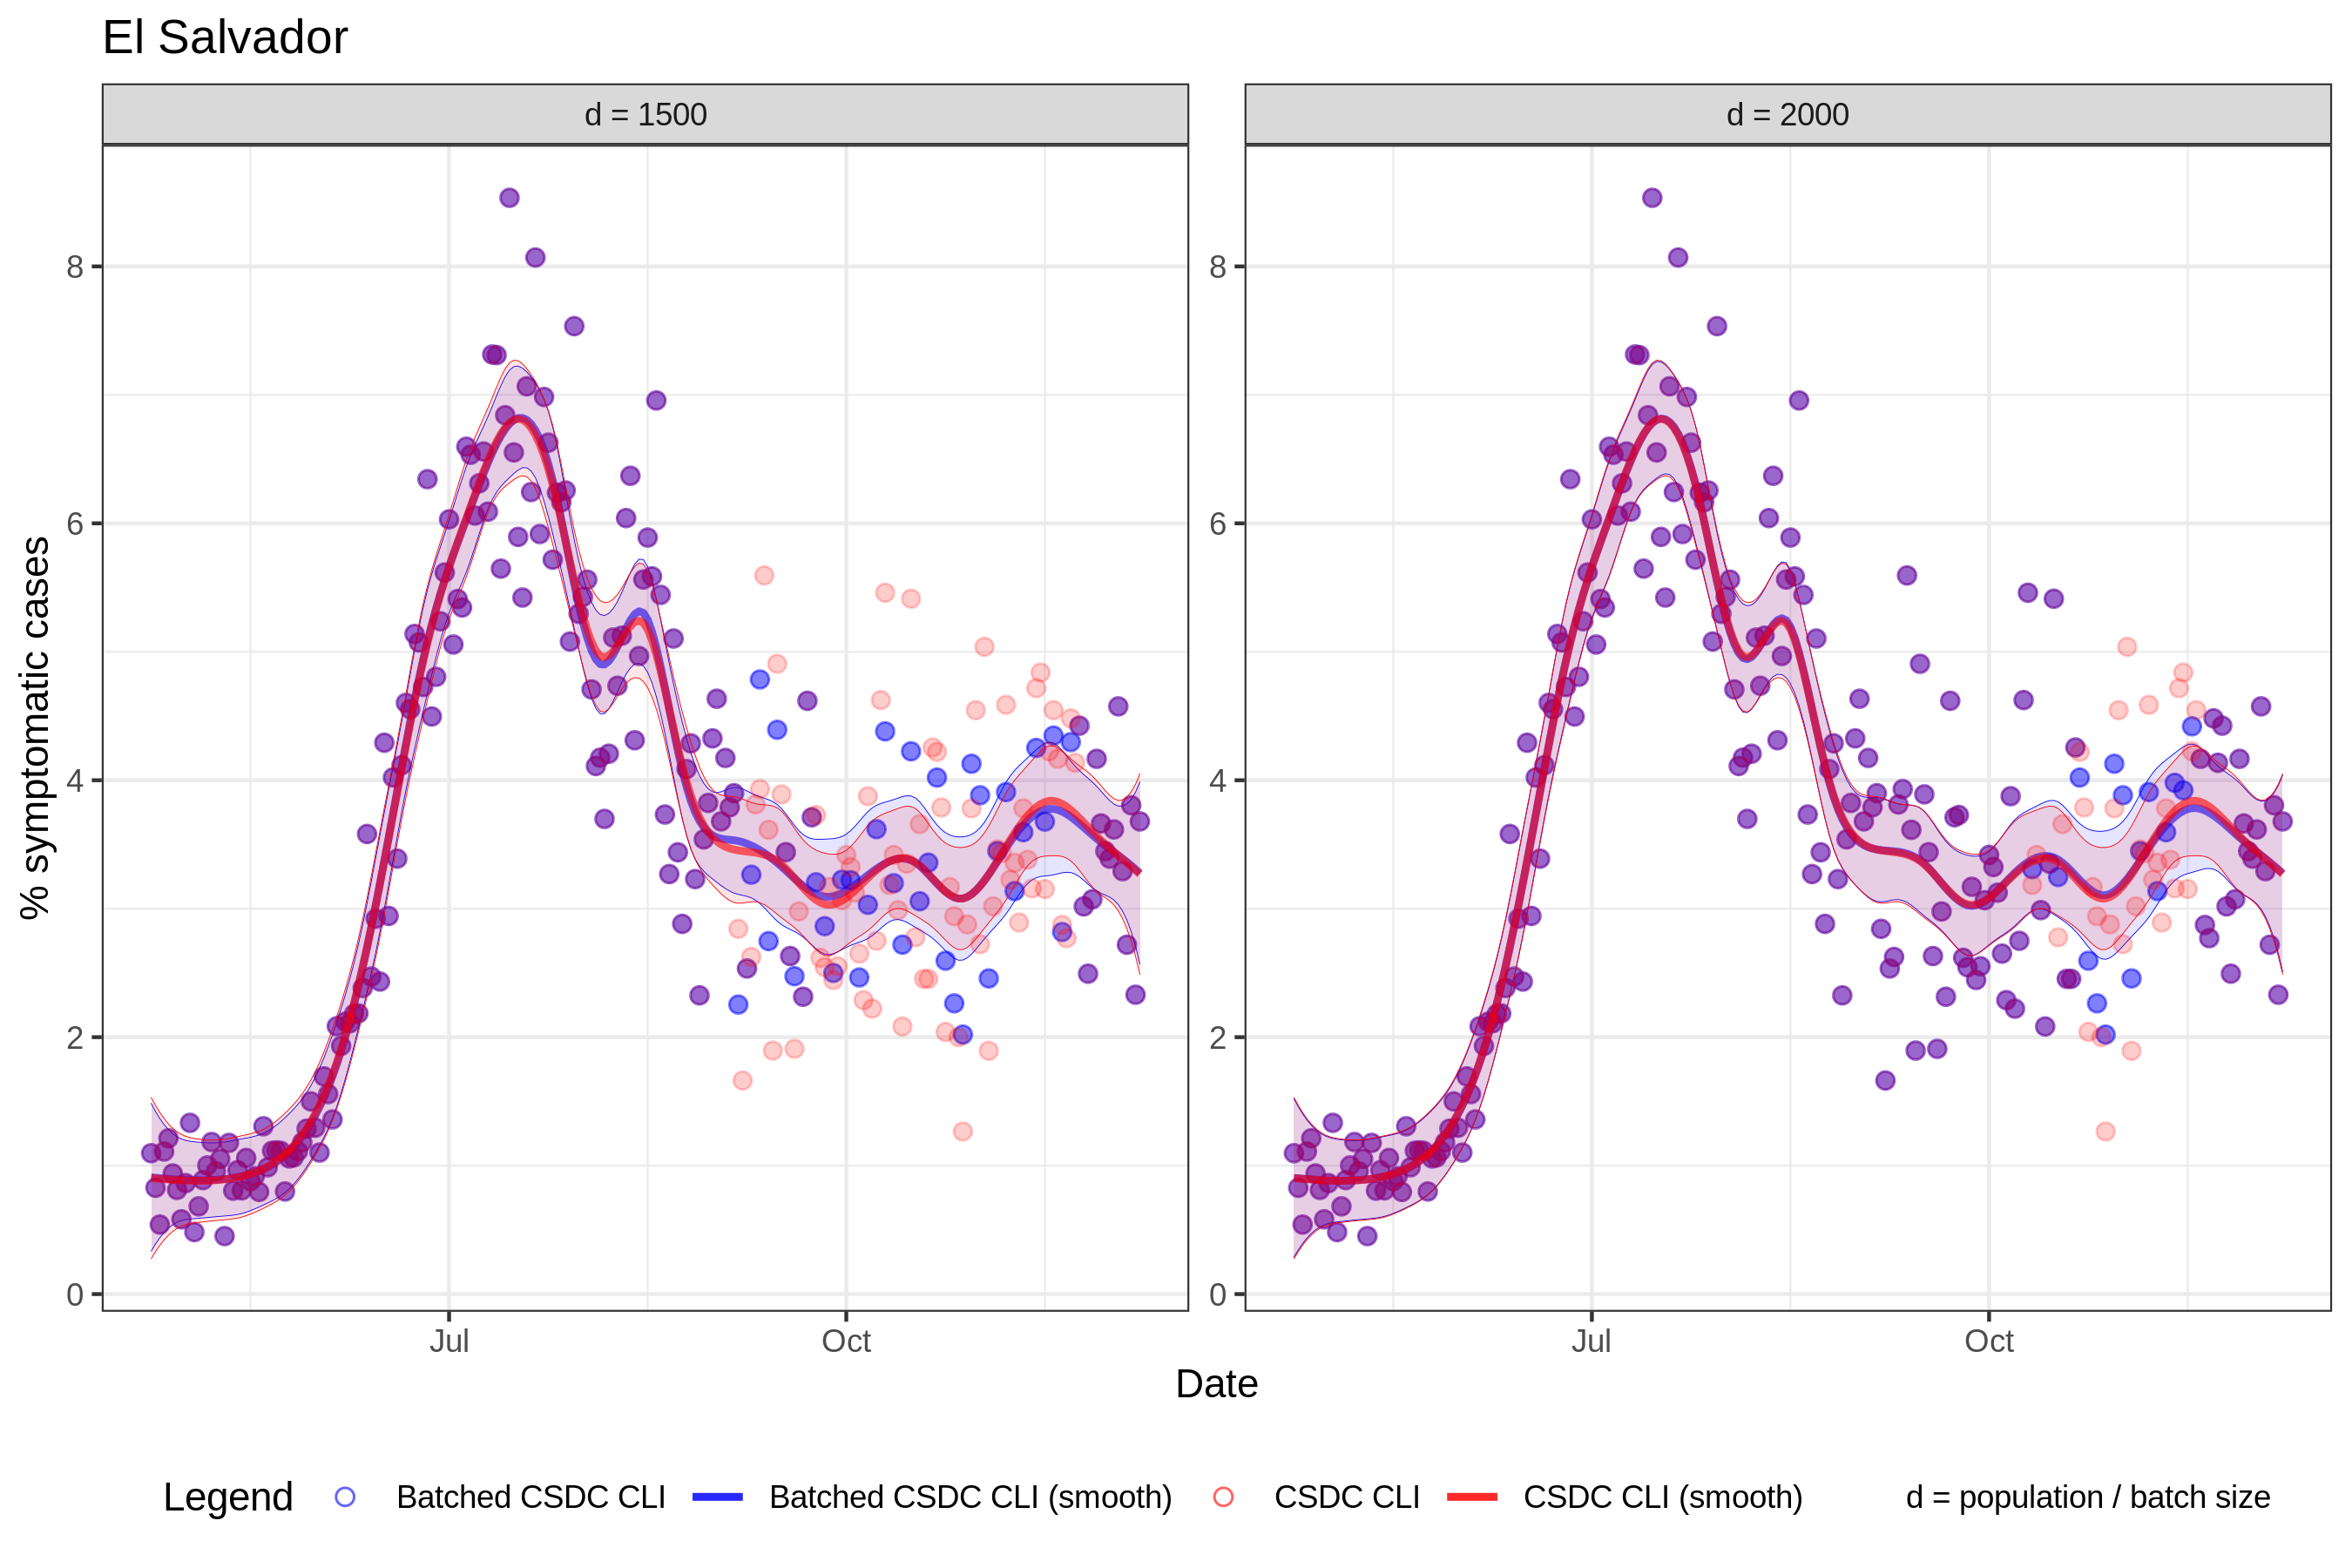 El Salvador
d = 1500
d = 2000
% symptomatic cases
8
6
4
2
0
8
6
4
2
0
Jul
Oct
Jul
Oct
Date
Legend
Batched CSDC CLI
Batched CSDC CLI (smooth)
CSDC CLI
CSDC CLI (smooth)
d = population / batch size